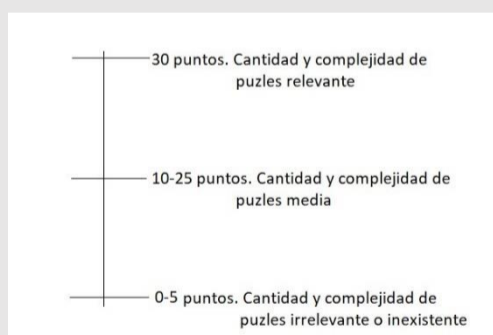 30 puntos. Cantidad y complejidad de
puzles relevante
10-25 puntos. Cantidad y complejidad de
puzles media
0-5 puntos. Cantidad y complejidad de
puzles irrelevante o inexistente